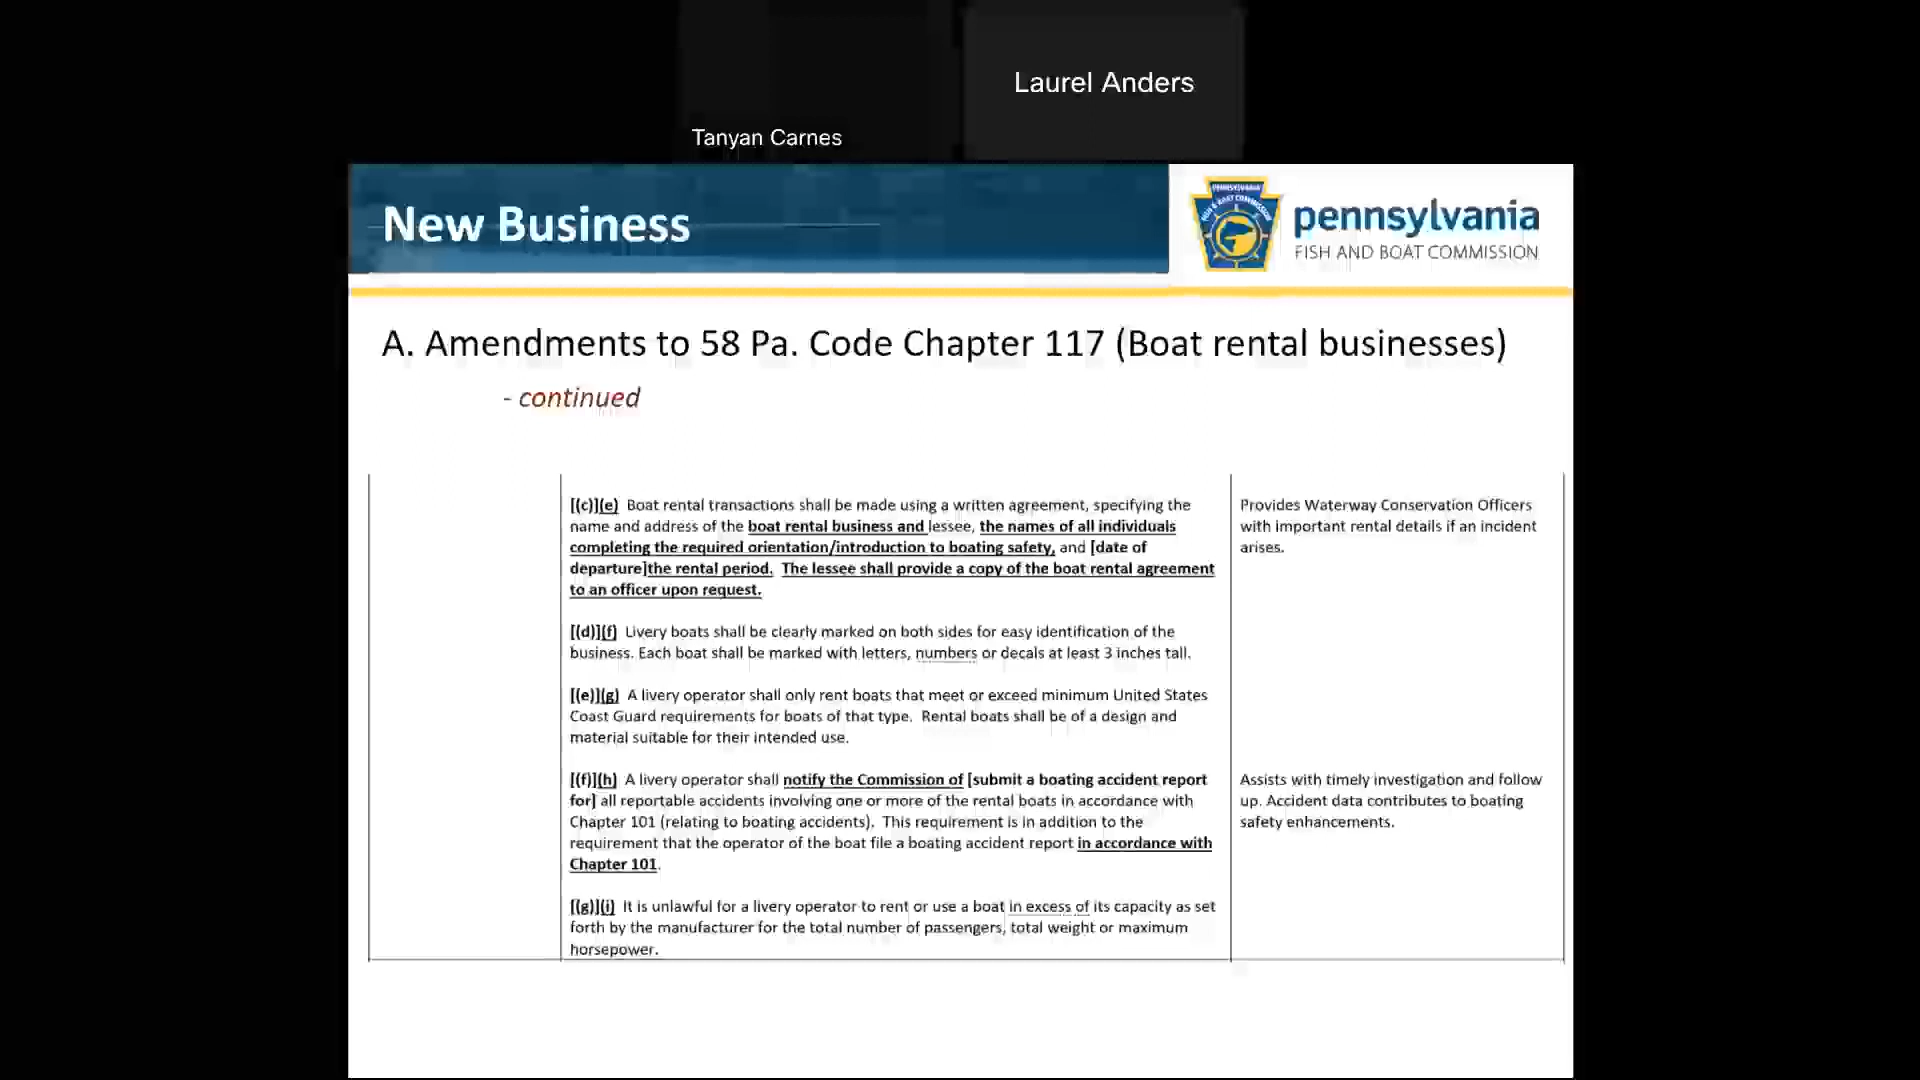 Laurel Anders
Tanyan Carnes
New Business
PENNSYLVANIA
FISH & BOAT COMMISSION
pennsylvania
FISH AND BOAT COMMISSION
A. Amendments to 58 Pa. Code Chapter 117 (Boat rental businesses)
- continued
[(c)](e) Boat rental transactions shall be made using a written agreement, specifying the
name and address of the boat rental business and lessee, the names of all individuals
completing the required orientation/introduction to boating safety, and [date of
departure]the rental period. The lessee shall provide a copy of the boat rental agreement
to an officer upon request.
Provides Waterway Conservation Officers
with important rental details if an incident
arises.
[(d)](f) Livery boats shall be clearly marked on both sides for easy identification of the
business. Each boat shall be marked with letters, numbers or decals at least 3 inches tall.
[(e)](g) A livery operator shall only rent boats that meet or exceed minimum United States
Coast Guard requirements for boats of that type. Rental boats shall be of a design and
material suitable for their intended use.
[(f)](h) A livery operator shall notify the Commission of [submit a boating accident report
for] all reportable accidents involving one or more of the rental boats in accordance with
Chapter 101 (relating to boating accidents). This requirement is in addition to the
requirement that the operator of the boat file a boating accident report in accordance with
Chapter 101.
Assists with timely investigation and follow
up. Accident data contributes to boating
safety enhancements.
[(g)](i) It is unlawful for a livery operator to rent or use a boat in excess of its capacity as set
forth by the manufacturer for the total number of passengers, total weight or maximum
horsepower.